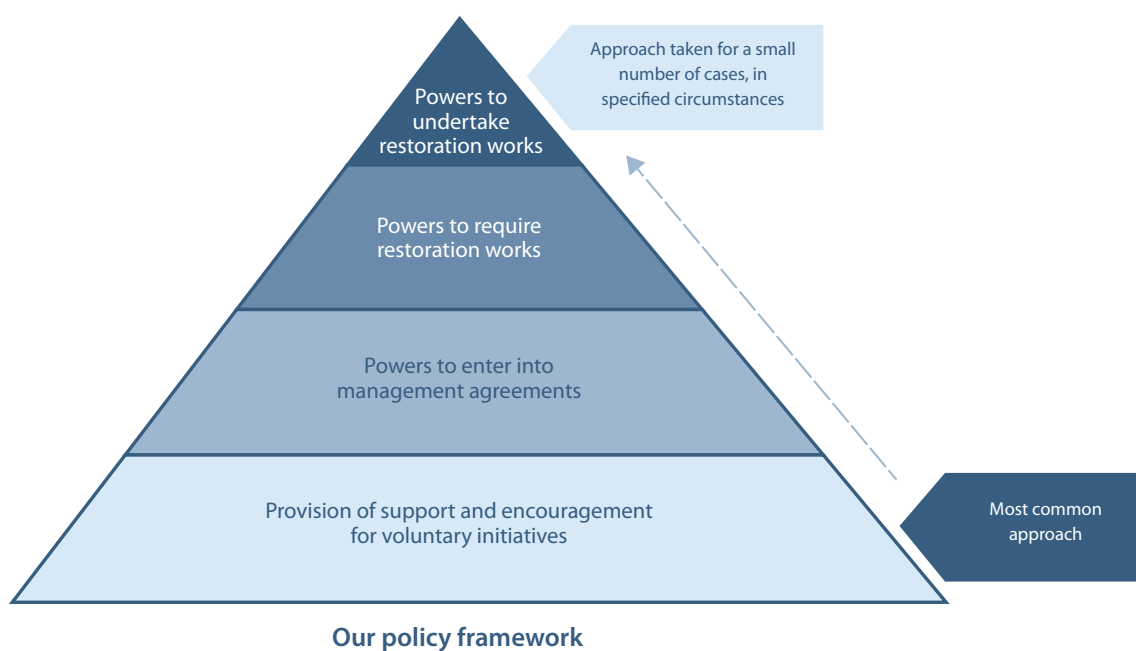 Approach taken for a small
number of cases, in
specified circumstances
Powers to
undertake
restoration works
Powers to require
restoration works
Powers to enter into
management agreements
Provision of support and encouragement
for voluntary initiatives
Most common
approach
Our policy framework